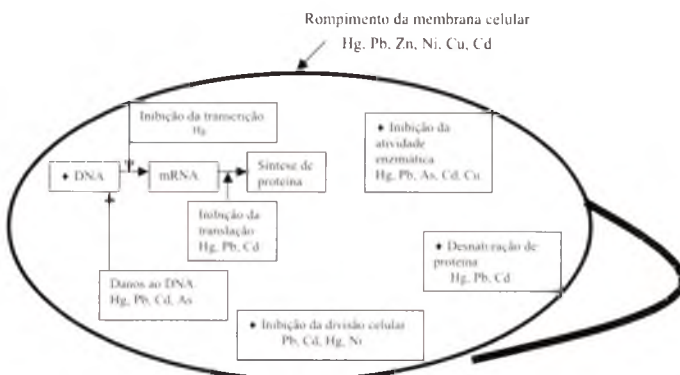 Rompimento da membrana celular
Hg, Pb, Zn, Ni, Cu, Cd
Inibição da transcrição
Hg
♦ DNA
mRNA
Síntese de
proteína
Inibição da
translação
Hg, Pb, Cd
Danos ao DNA
Hg, Pb, Cd, As
♦ Inibição da
atividade
enzimática
Hg, Pb, As, Cd, Cu
♦ Desnaturação de
proteína
Hg, Pb, Cd
♦ Inibição da divisão celular
Pb, Cd, Hg, Ni